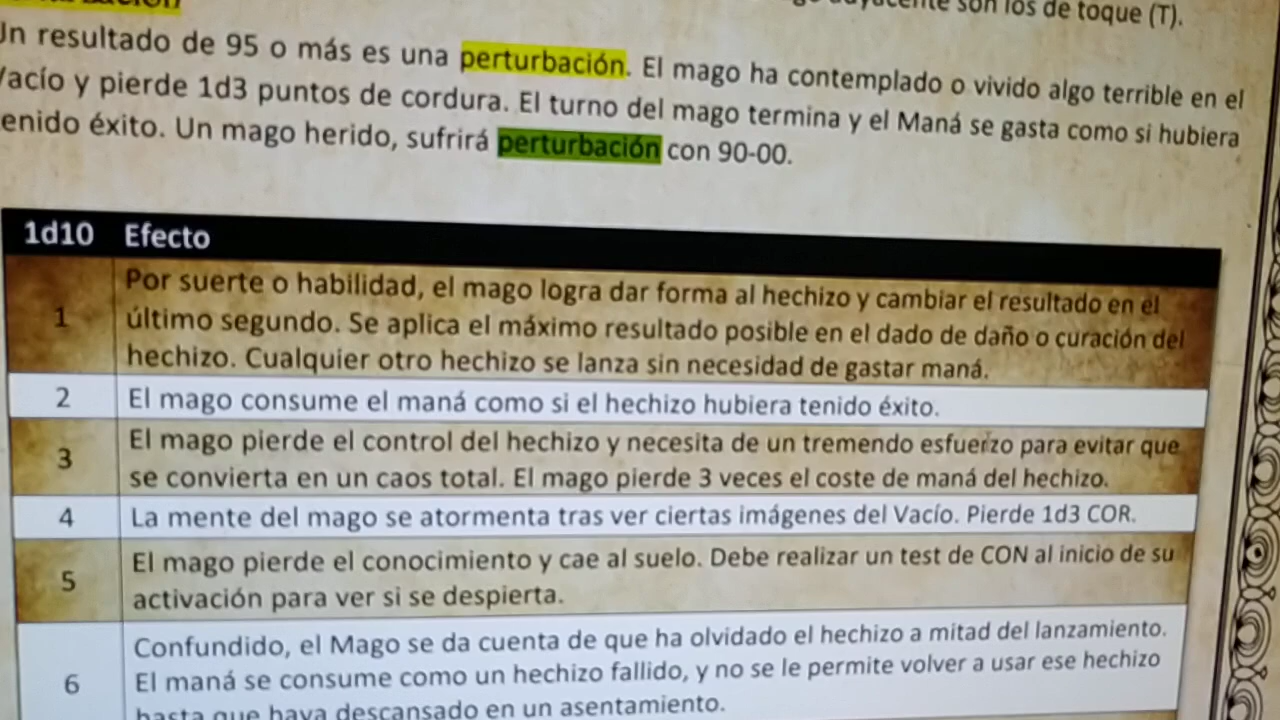 son los de toque (T).
Un resultado de 95 o más es una perturbación. El mago ha contemplado o vivido algo terrible en el
Vacío y pierde 1d3 puntos de cordura. El turno del mago termina y el Maná se gasta como si hubiera
tenido éxito. Un mago herido, sufrirá perturbación con 90-00.
1d10 Efecto
1 Por suerte o habilidad, el mago logra dar forma al hechizo y cambiar el resultado en el
último segundo. Se aplica el máximo resultado posible en el dado de daño o curación del
hechizo. Cualquier otro hechizo se lanza sin necesidad de gastar maná.
2 El mago consume el maná como si el hechizo hubiera tenido éxito.
3 El mago pierde el control del hechizo y necesita de un tremendo esfuerzo para evitar que
se convierta en un caos total. El mago pierde 3 veces el coste de maná del hechizo.
4 La mente del mago se atormenta tras ver ciertas imágenes del Vacío. Pierde 1d3 COR.
5 El mago pierde el conocimiento y cae al suelo. Debe realizar un test de CON al inicio de su
activación para ver si se despierta.
6 Confundido, el Mago se da cuenta de que ha olvidado el hechizo a mitad del lanzamiento.
El maná se consume como un hechizo fallido, y no se le permite volver a usar ese hechizo
hasta que haya descansado en un asentamiento.